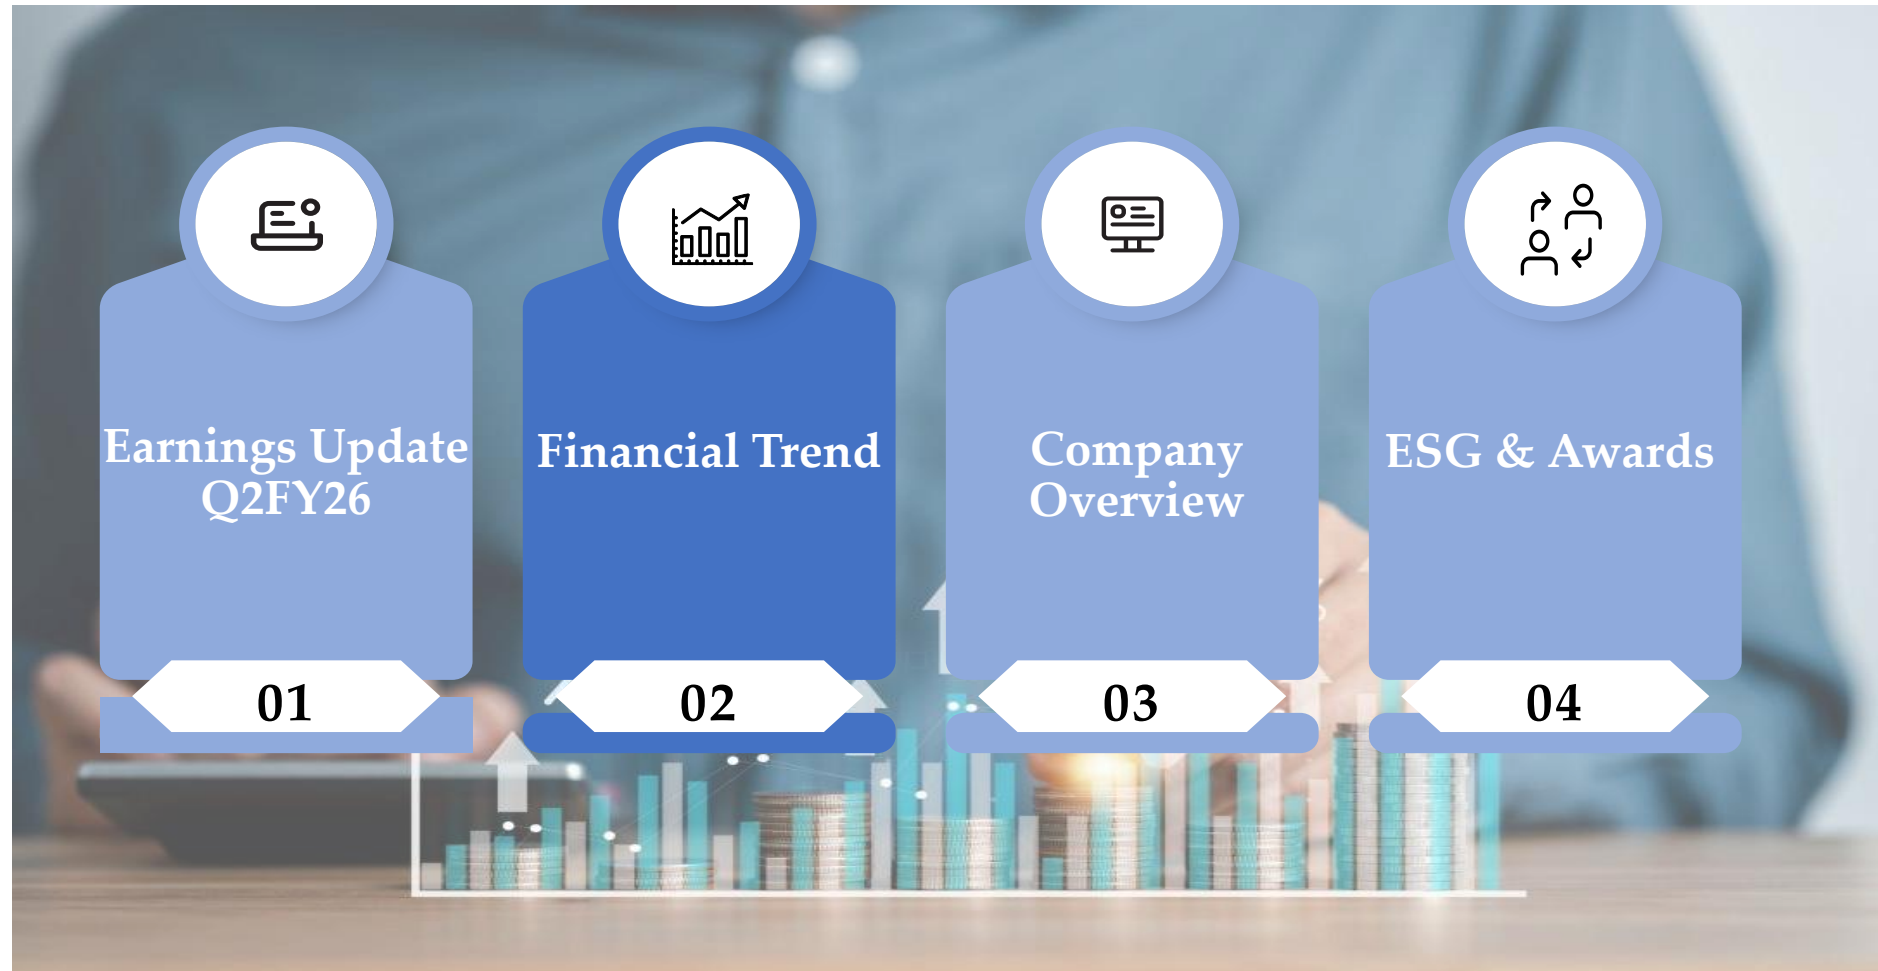 Earnings Update
Q2FY26
01
Financial Trend
02
Company
Overview
03
ESG & Awards
04